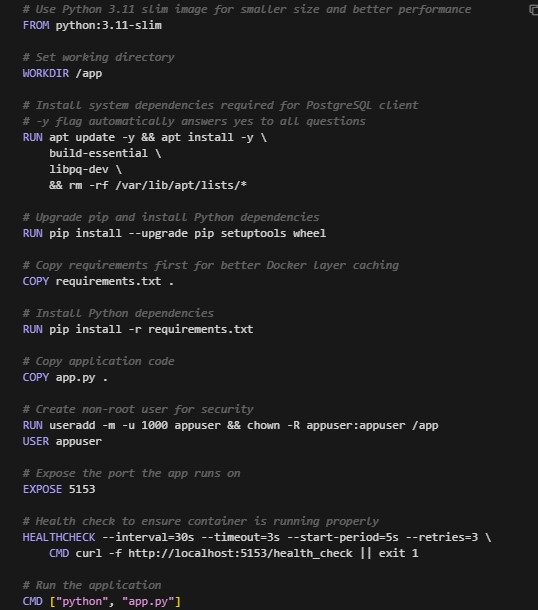 # Use Python 3.11 slim image for smaller size and better performance
FROM python:3.11-slim

# Set working directory
WORKDIR /app

# Install system dependencies required for PostgreSQL client
# -y flag automatically answers yes to all questions
RUN apt update -y && apt install -y \
    build-essential \
    libpq-dev \
    && rm -rf /var/lib/apt/lists/*

# Upgrade pip and install Python dependencies
RUN pip install --upgrade pip setuptools wheel

# Copy requirements first for better Docker layer caching
COPY requirements.txt .

# Install Python dependencies
RUN pip install -r requirements.txt

# Copy application code
COPY app.py .

# Create non-root user for security
RUN useradd -m -u 1000 appuser && chown -R appuser:appuser /app
USER appuser

# Expose the port the app runs on
EXPOSE 5153

# Health check to ensure container is running properly
HEALTHCHECK --interval=30s --timeout=3s --start-period=5s --retries=3 \
    CMD curl -f http://localhost:5153/health_check || exit 1

# Run the application
CMD ["python", "app.py"]